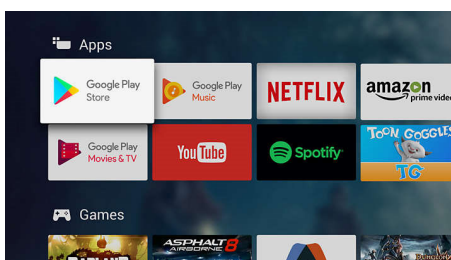 Apps
Google Play
Store
Google Play
Music
NETFLIX
amazon
prime video
Google Play
Movies & TV
YouTube
Spotify
TOON GOGGLES
TG
Games
ASPHALT 8
AIRBORNE